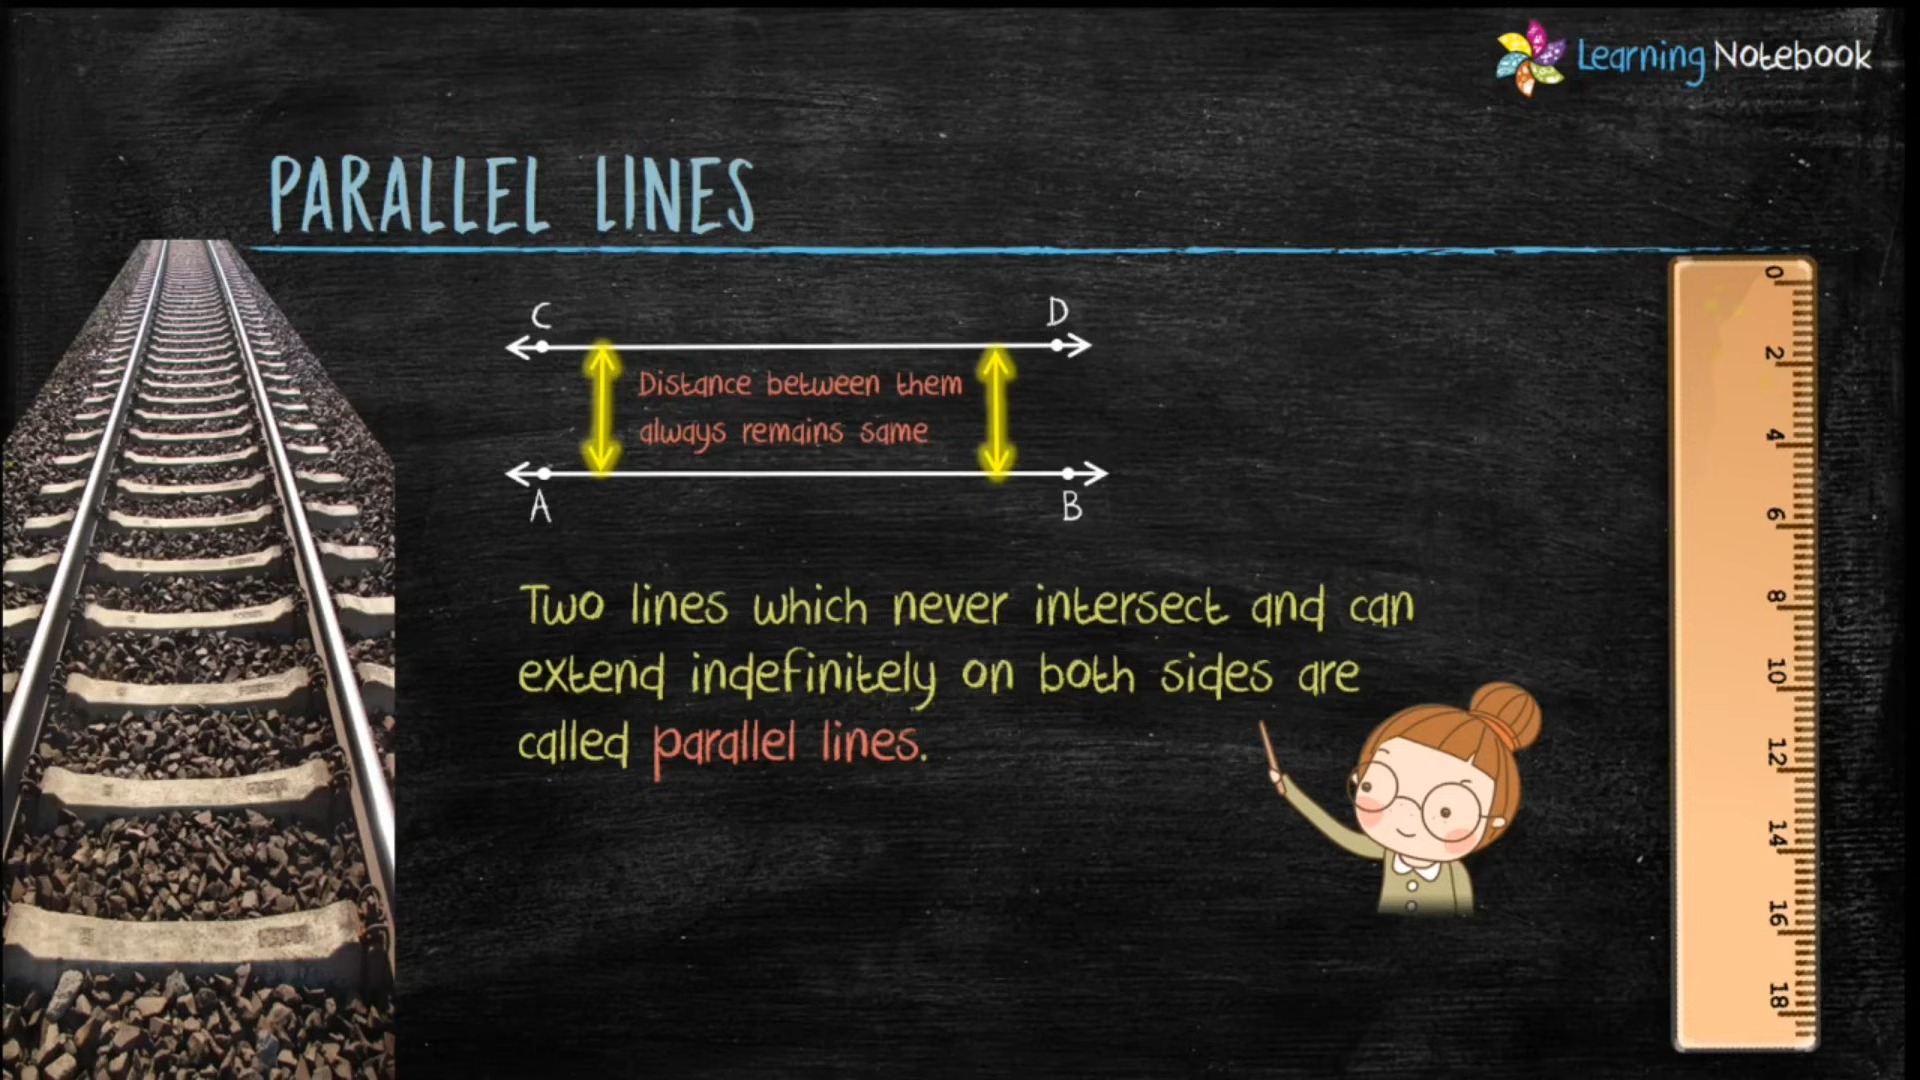 Learning Notebook
PARALLEL LINES
C
D
Distance between them
always remains same
A
B
Two lines which never intersect and can
extend indefinitely on both sides are
called parallel lines.
0
2
4
6
8
10
12
14
16
18